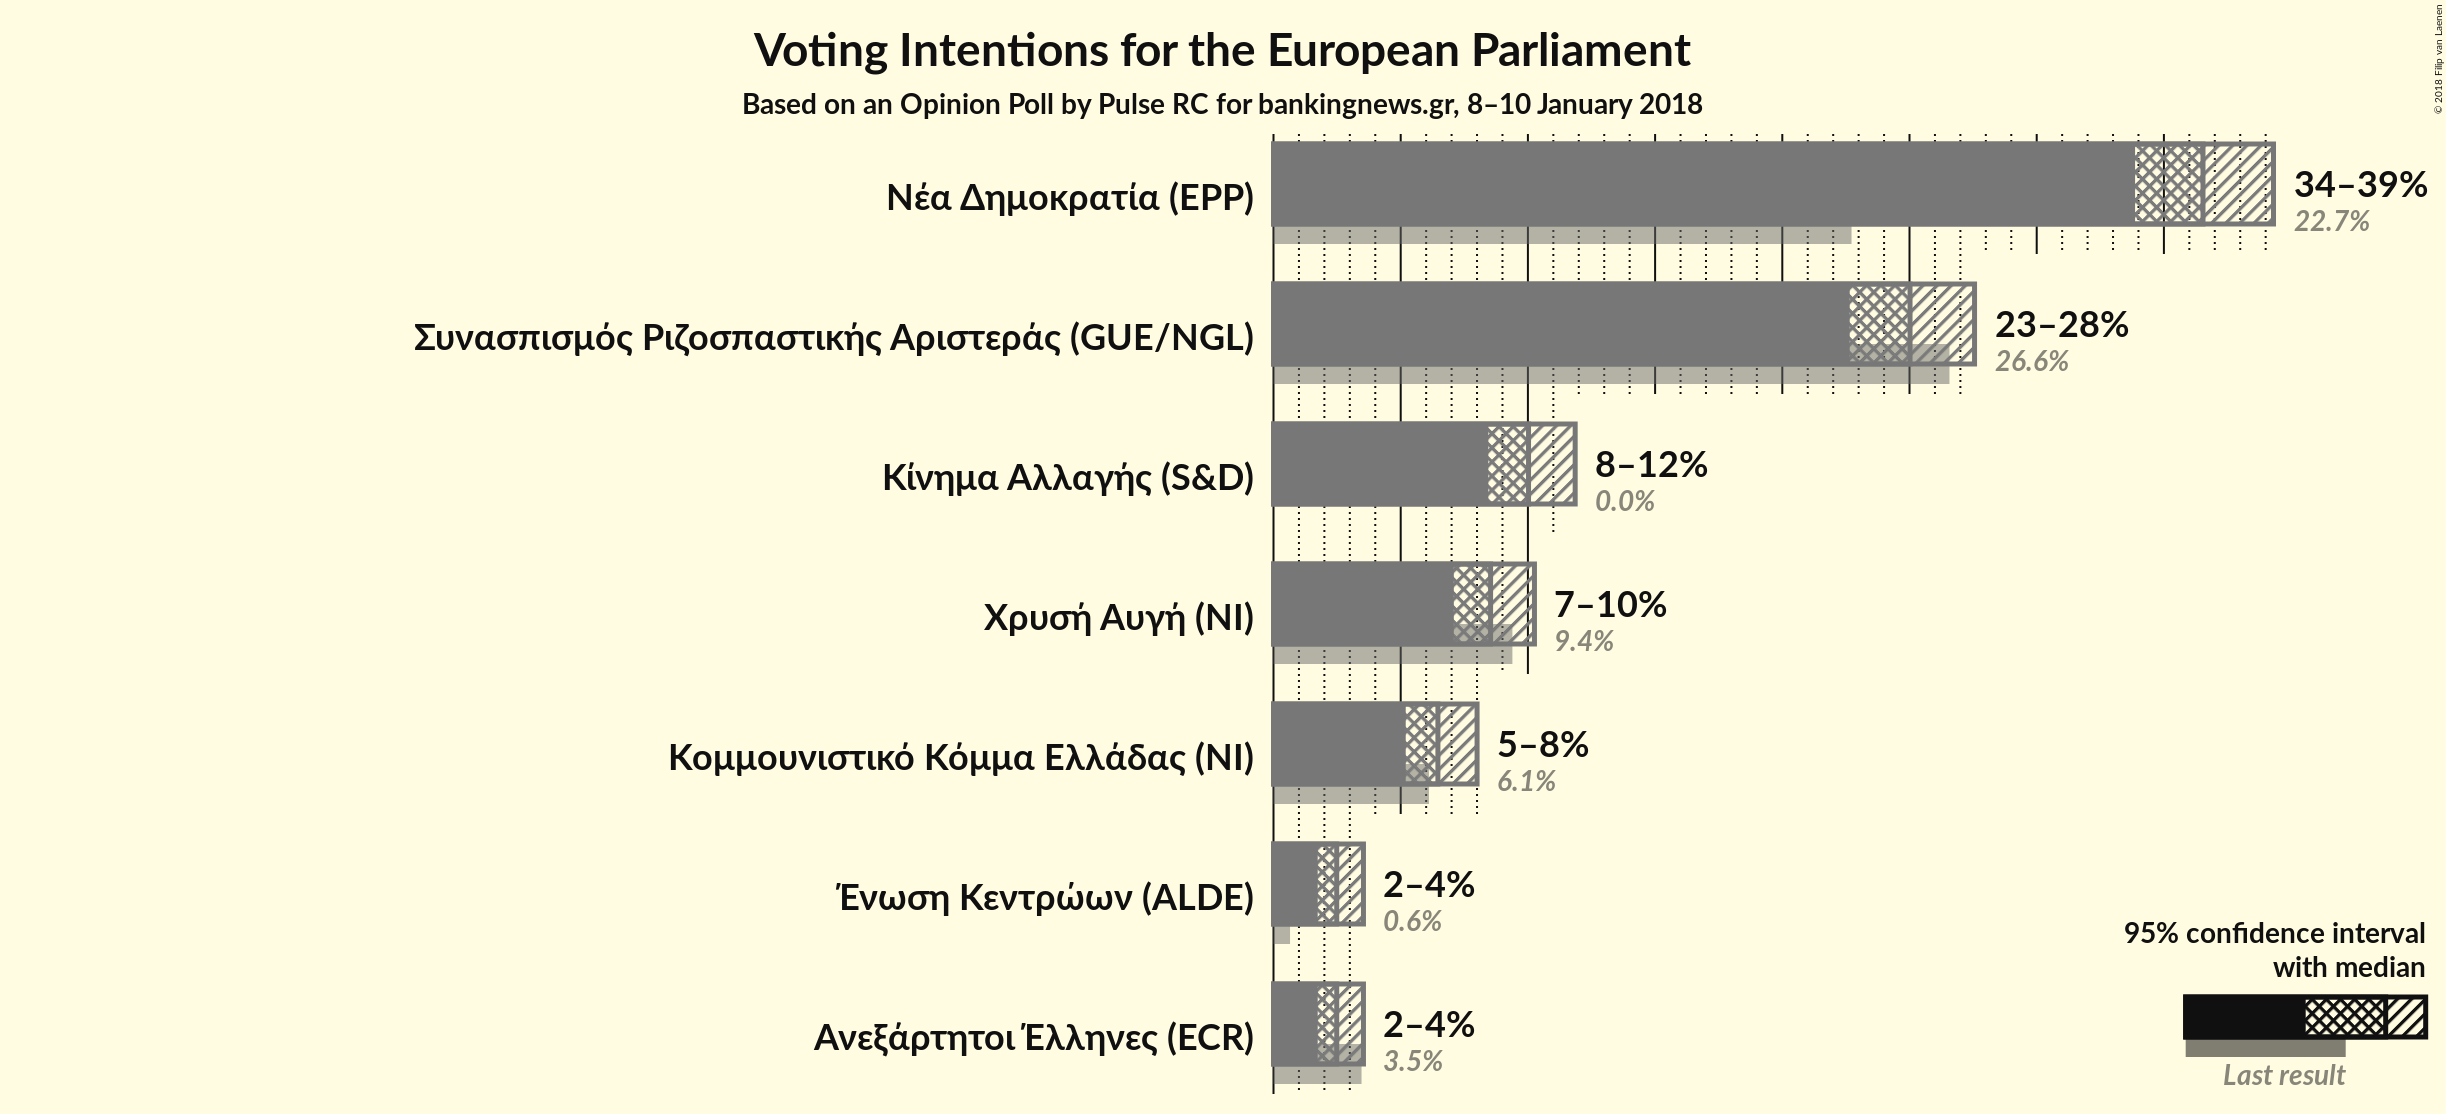 Voting Intentions for the European Parliament
Based on an Opinion Poll by Pulse RC for bankingnews.gr, 8–10 January 2018
© 2018 Filip van Laenen
Νέα Δημοκρατία (EPP)
34–39%
22.7%
Συνασπισμός Ριζοσπαστικής Αριστεράς (GUE/NGL)
23–28%
26.6%
Κίνημα Αλλαγής (S&D)
8–12%
0.0%
Χρυσή Αυγή (NI)
7–10%
9.4%
Κομμουνιστικό Κόμμα Ελλάδας (NI)
5–8%
6.1%
Ένωση Κεντρώων (ALDE)
2–4%
0.6%
Ανεξάρτητοι Έλληνες (ECR)
2–4%
3.5%
95% confidence interval
with median
Last result